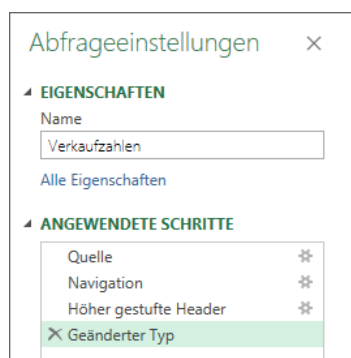 Abfrageeinstellungen
EIGENSCHAFTEN
Name
Verkaufzahlen
Alle Eigenschaften
ANGEWENDETE SCHRITTE
Quelle
Navigation
Höher gestufte Header
Geänderter Typ